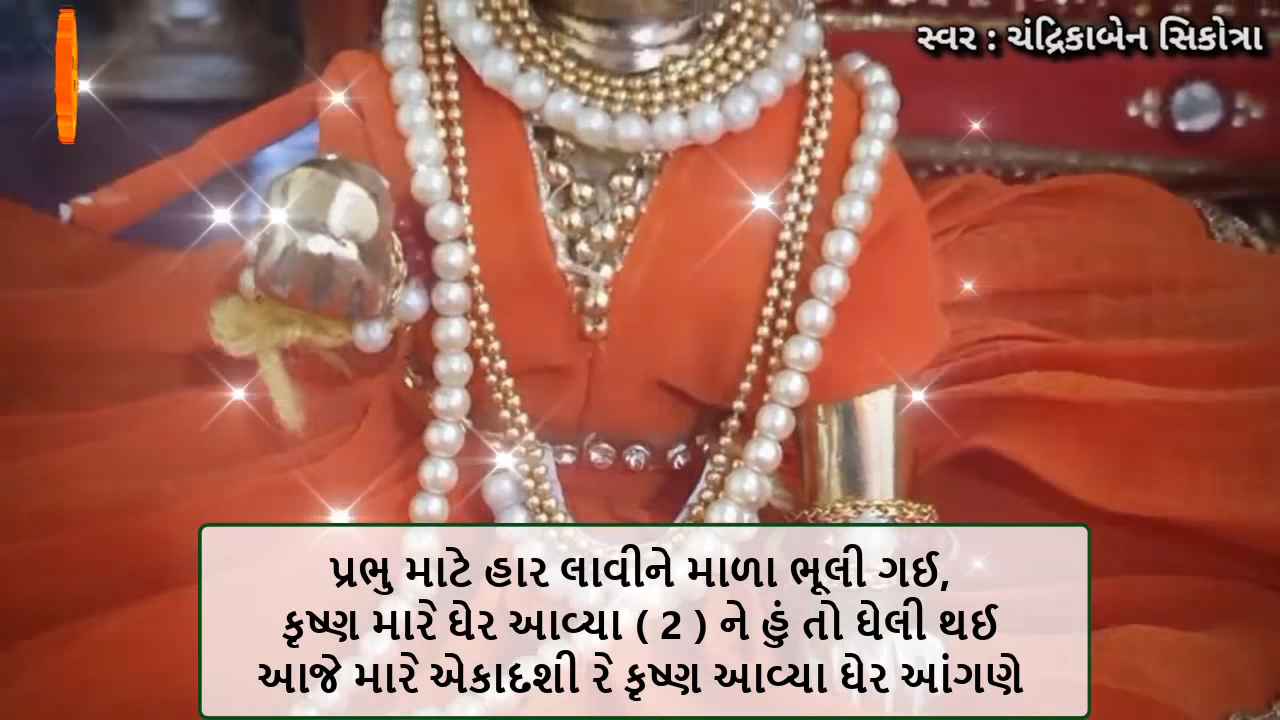 સ્વર : ચંદ્રિકાબેન સિકોત્રા
પ્રભુ માટે હાર લાવીને માળા ભૂલી ગઈ,
કૃષ્ણ મારે ઘેર આવ્યા ( 2 ) ને હું તો ઘેલી થઈ
આજે મારે એકાદશી રે કૃષ્ણ આવ્યા ઘેર આંગણે